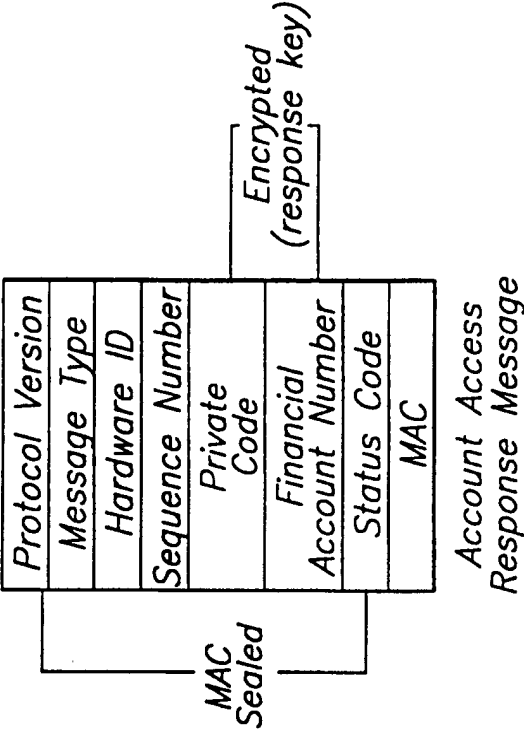 Protocol Version
Message Type
Hardware ID
Sequence Number
Private
Code
Financial
Account Number
Status Code
MAC
MAC
Sealed
Encrypted
(response key)
Account Access
Response Message